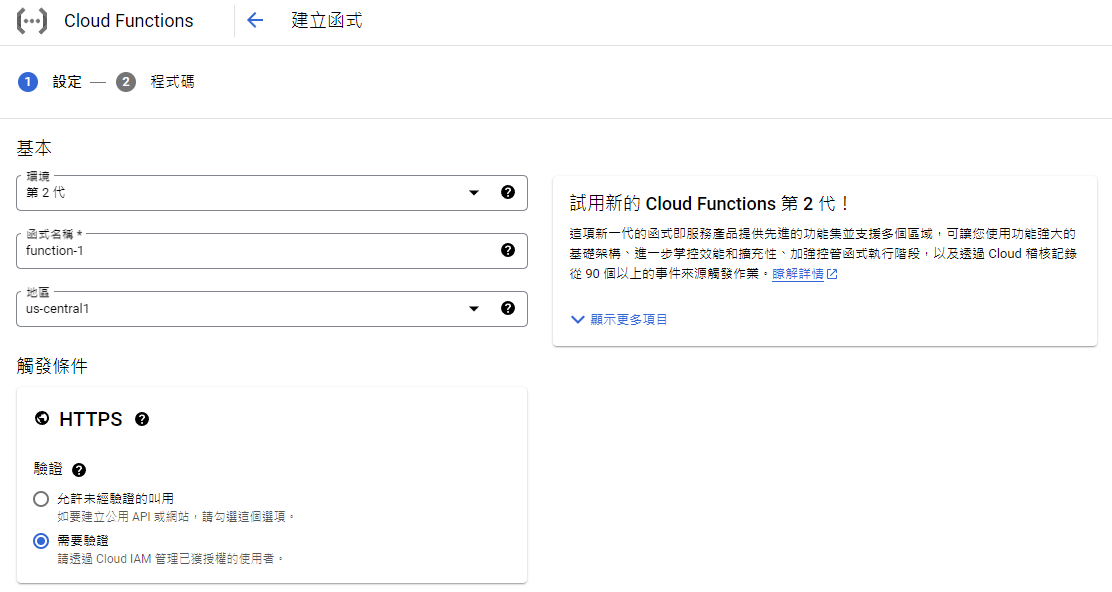 Cloud Functions
建立函式
1 設定 — 2 程式碼
基本
環境
第 2 代
函式名稱 *
function-1
地區
us-central1
試用新的 Cloud Functions 第 2 代！
這項新一代的函式即服務產品提供先進的功能集並支援多個區域，可讓您使用功能強大的
基礎架構、進一步掌控效能和擴充性、加強控管函式執行階段，以及透過 Cloud 稽核記錄
從 90 個以上的事件來源觸發作業。瞭解詳情
顯示更多項目
觸發條件
HTTPS
驗證
允許未經驗證的叫用
如要建立公用 API 或網站，請勾選這個選項。
需要驗證
請透過 Cloud IAM 管理已獲授權的使用者。